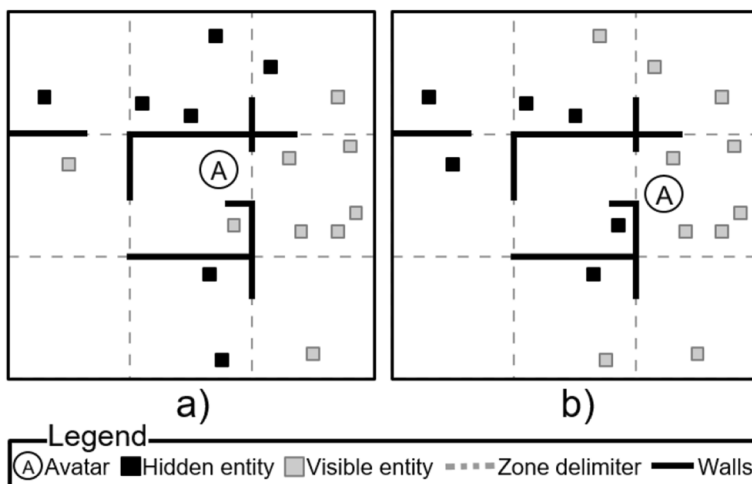 A
A
a)
b)
Legend
A Avatar Hidden entity Visible entity Zone delimiter Walls